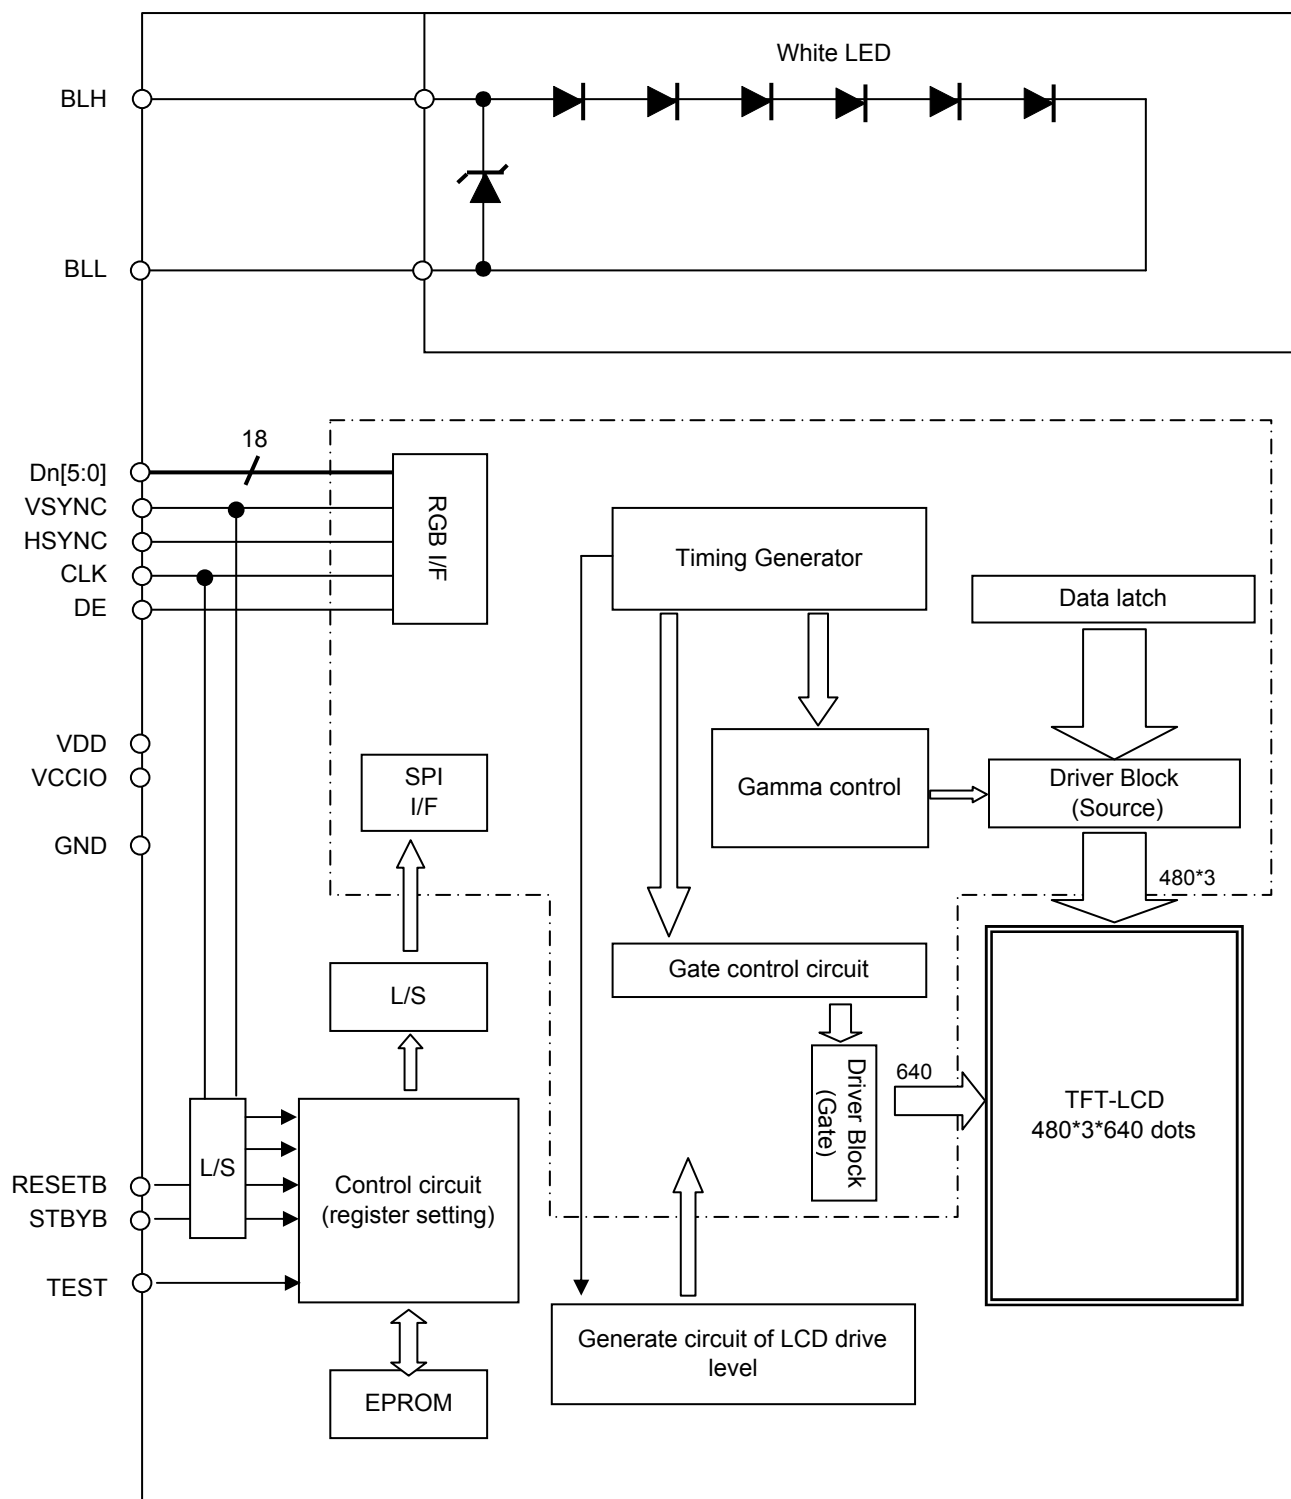 White LED
BLH
BLL
18
Dn[5:0]
VSYNC
HSYNC
CLK
DE
RGB I/F
Timing Generator
Data latch
VDD
VCCIO
GND
SPI
I/F
Gamma control
Driver Block
(Source)
480*3
Gate control circuit
L/S
Driver Block
(Gate)
640
TFT-LCD
480*3*640 dots
L/S
RESETB
STBYB
TEST
Control circuit
(register setting)
Generate circuit of LCD drive
level
EPROM